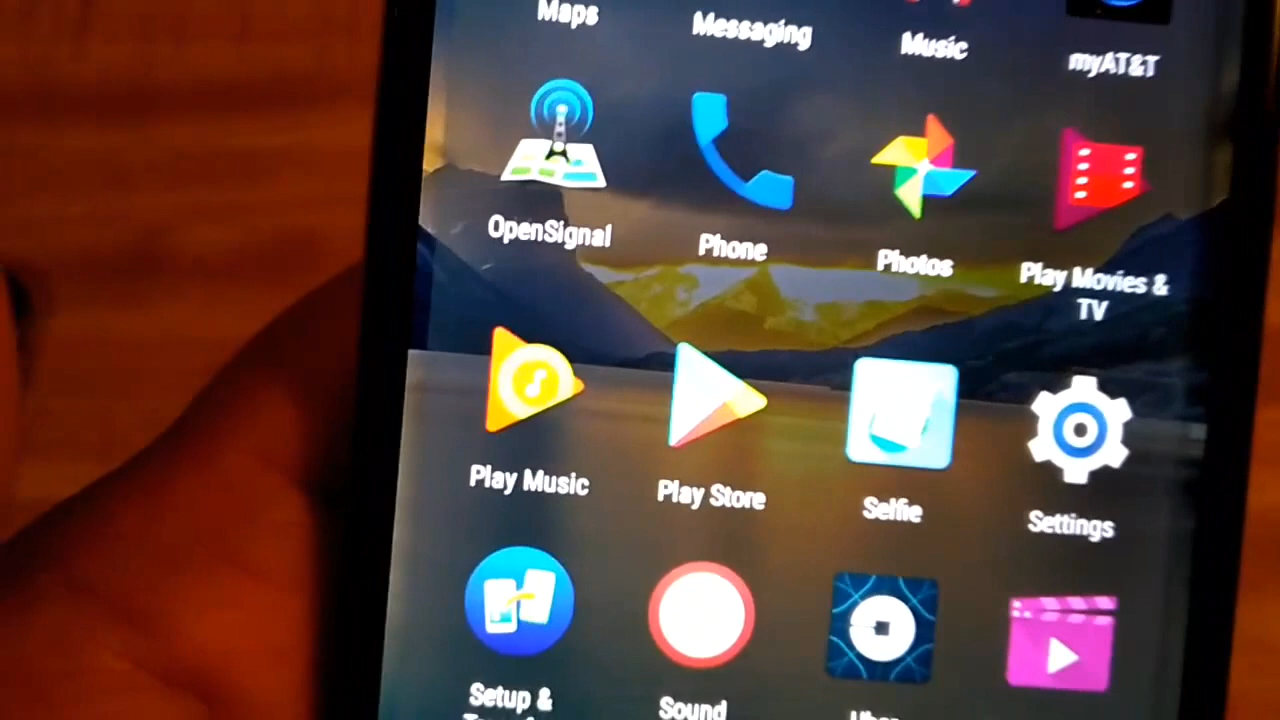 Maps
Messaging
Music
myAT&T
OpenSignal
Phone
Photos
Play Movies &
TV
Play Music
Play Store
Selfie
Settings
Setup &
Sound